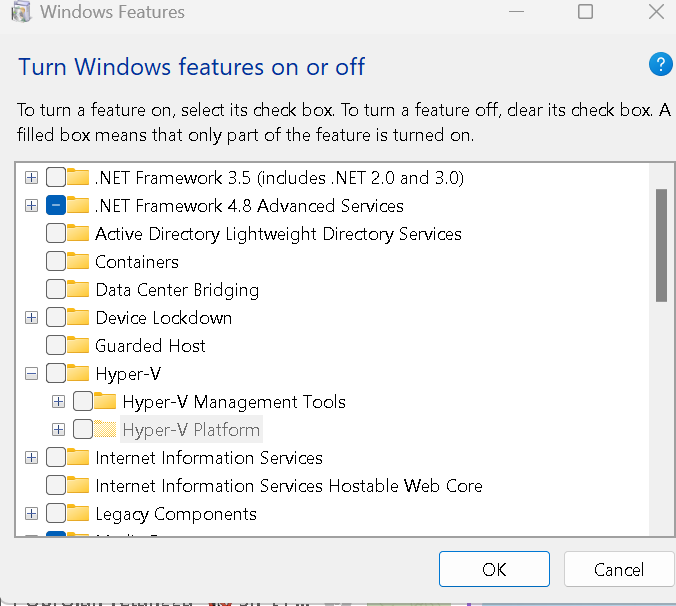 Windows Features
Turn Windows features on or off
To turn a feature on, select its check box. To turn a feature off, clear its check box. A
filled box means that only part of the feature is turned on.
.NET Framework 3.5 (includes .NET 2.0 and 3.0)
.NET Framework 4.8 Advanced Services
Active Directory Lightweight Directory Services
Containers
Data Center Bridging
Device Lockdown
Guarded Host
Hyper-V
Hyper-V Management Tools
Hyper-V Platform
Internet Information Services
Internet Information Services Hostable Web Core
Legacy Components
OK
Cancel